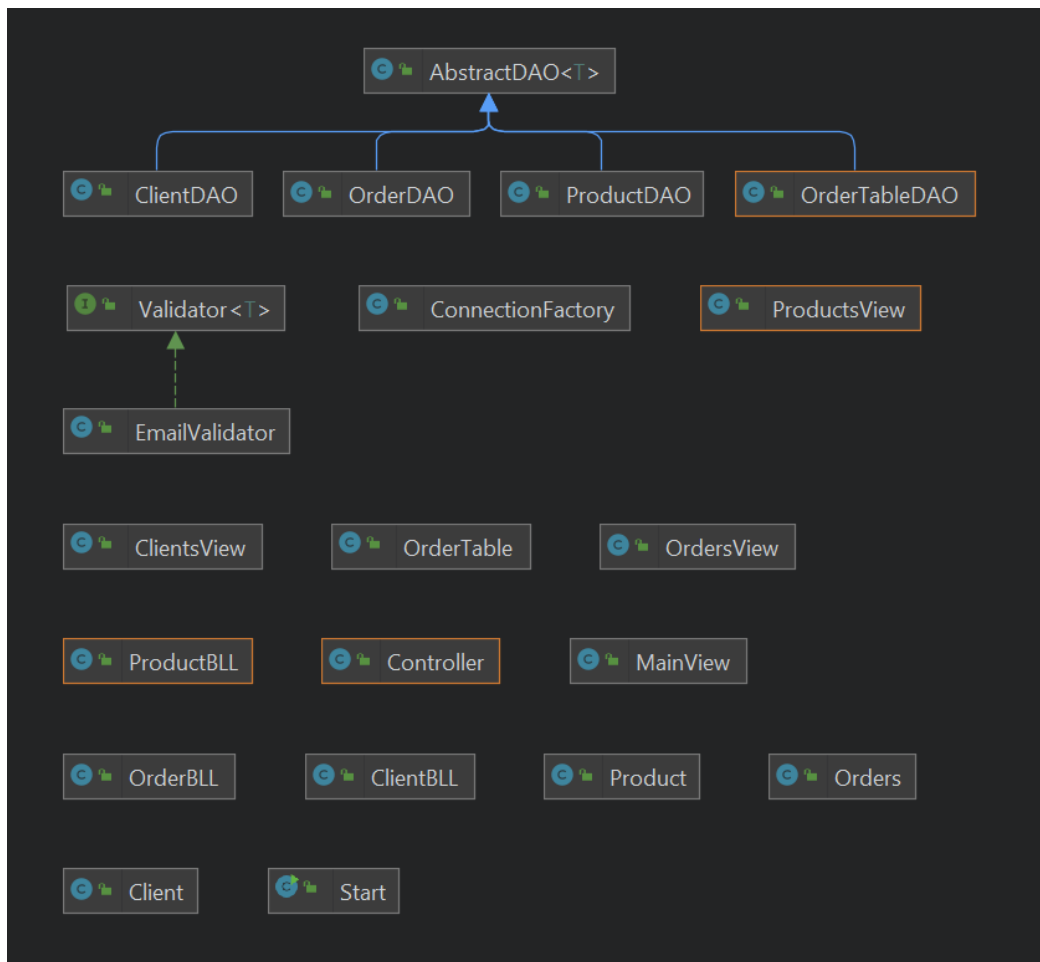 AbstractDAO<T>
ClientDAO OrderDAO ProductDAO OrderTableDAO
Validator<T> ConnectionFactory ProductsView
EmailValidator
ClientsView OrderTable OrdersView
ProductBLL Controller MainView
OrderBLL ClientBLL Product Orders
Client Start